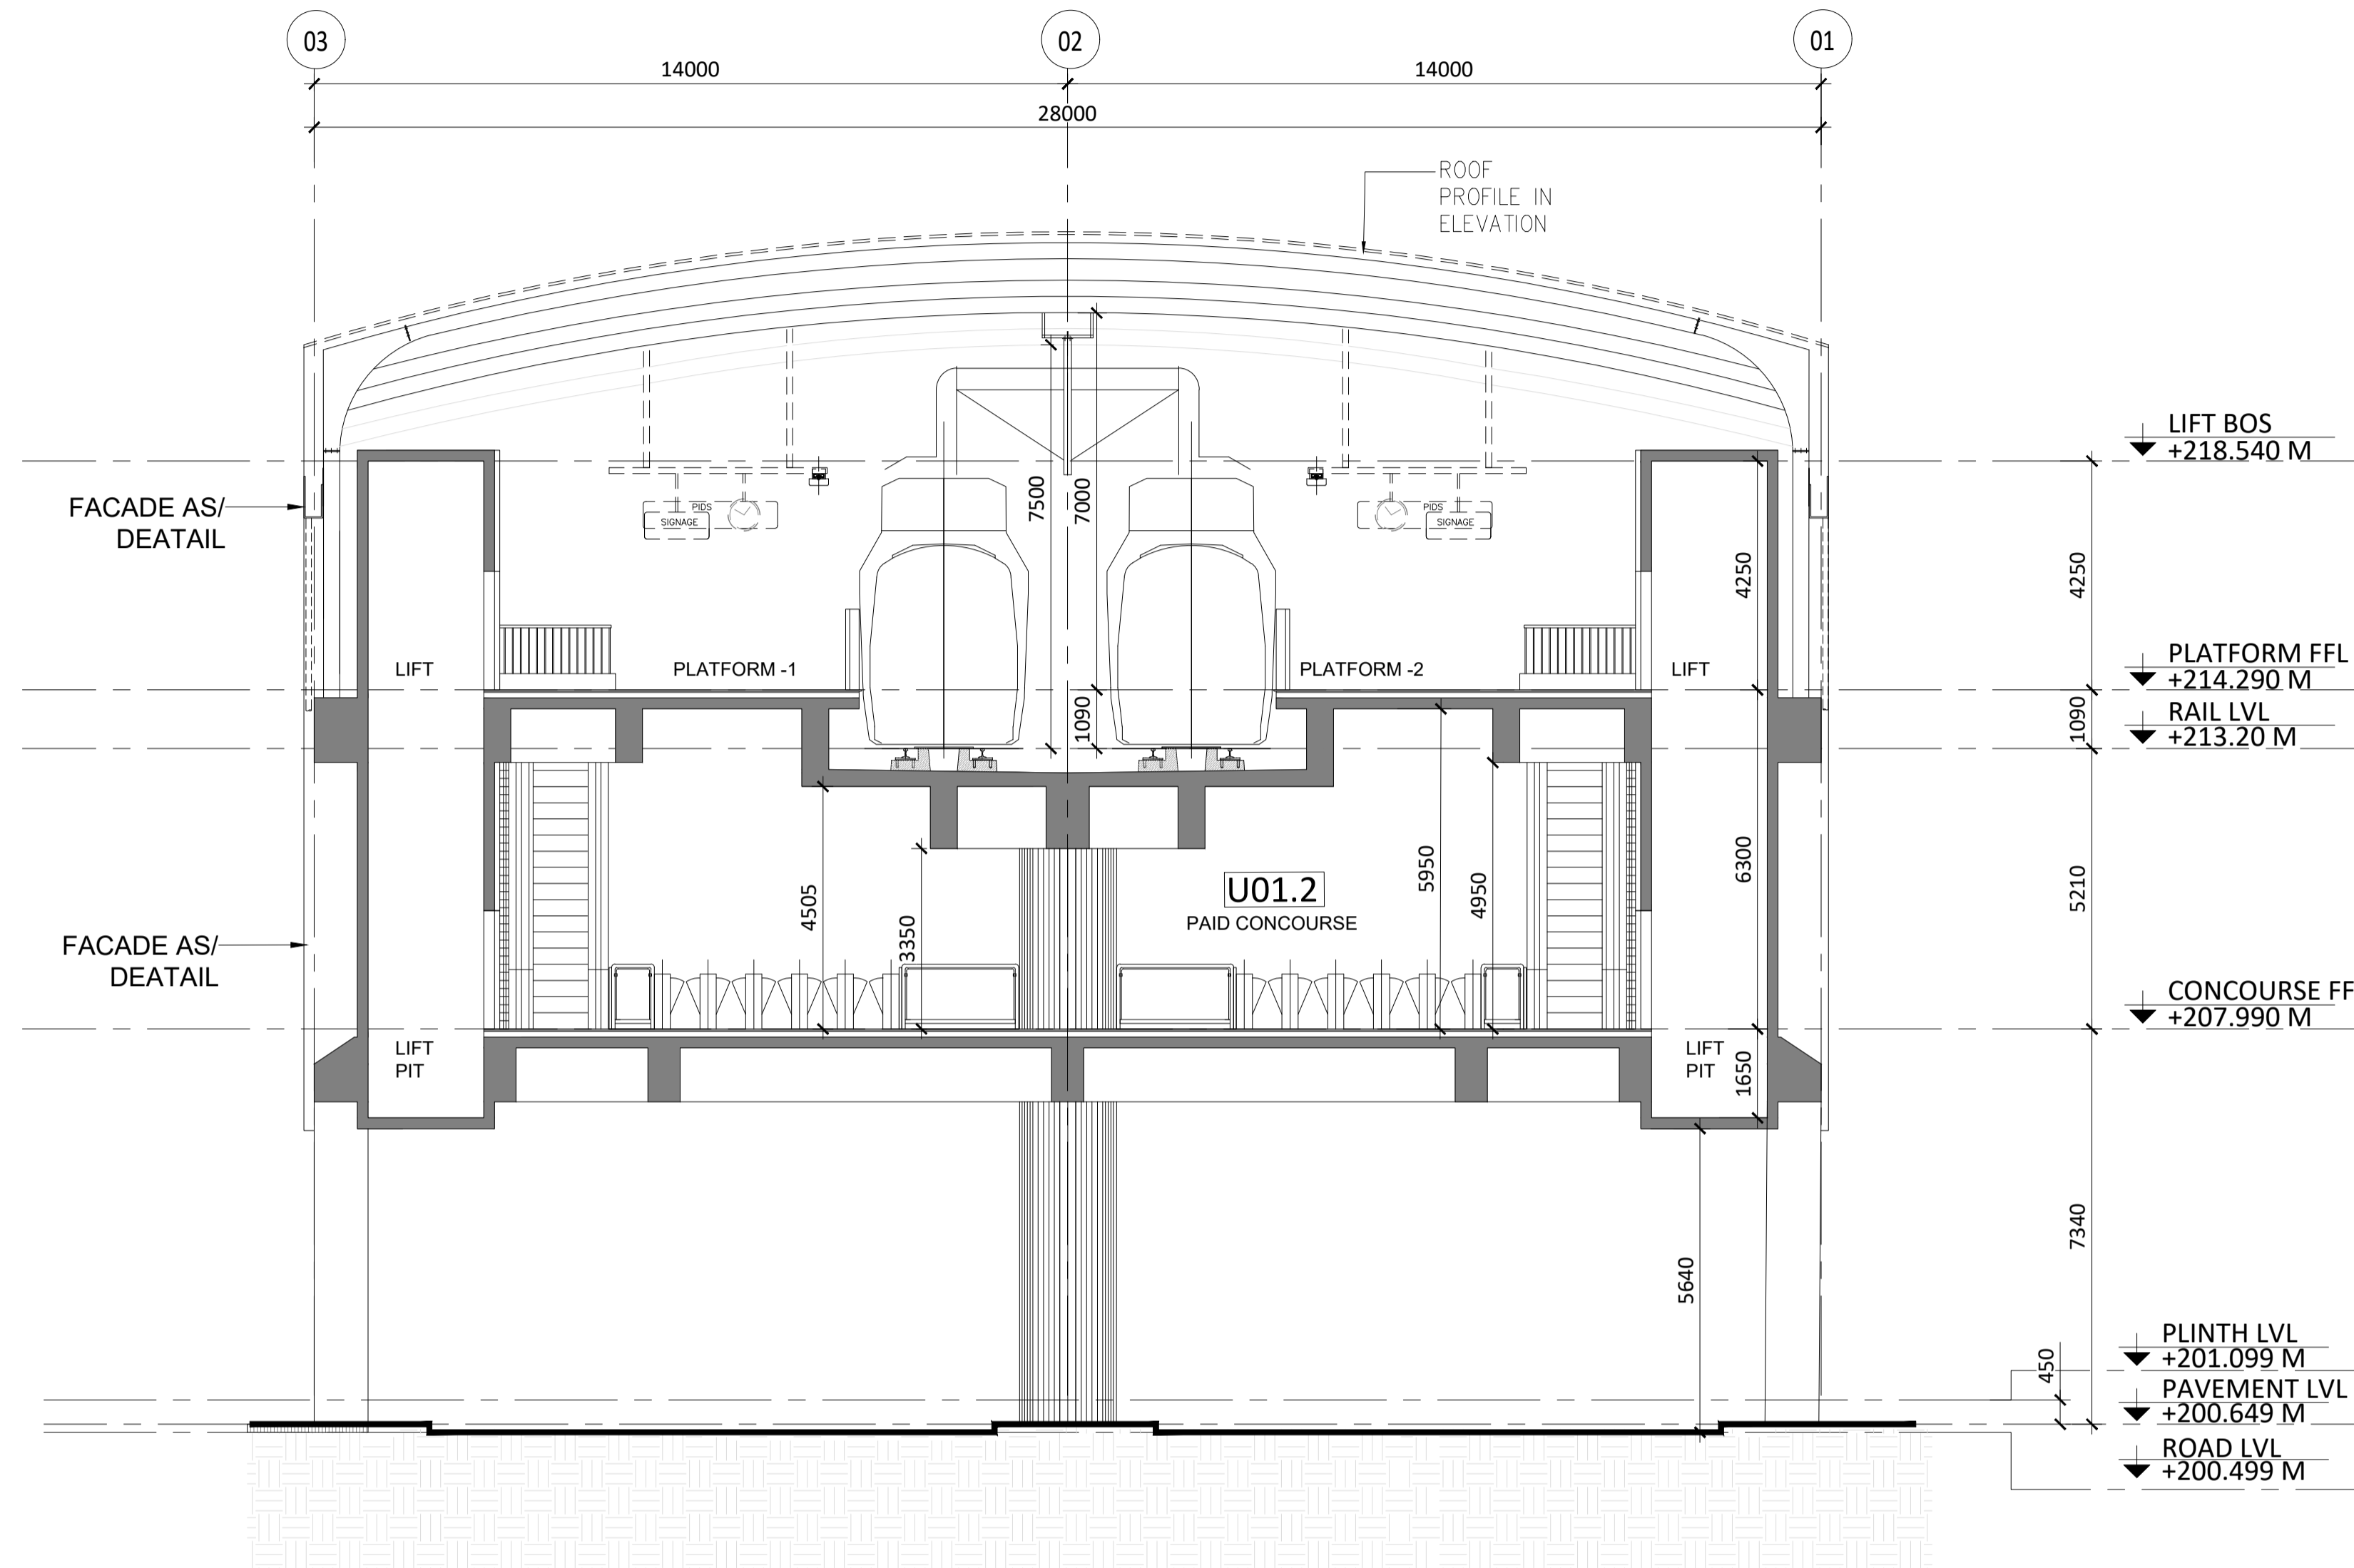 03
02
01
14000
14000
28000
ROOF
PROFILE IN
ELEVATION
LIFT BOS
+218.540 M
FACADE AS/
DEATAIL
PIDS
SIGNAGE
7500
7000
PIDS
SIGNAGE
4250
4250
LIFT
PLATFORM -1
PLATFORM -2
LIFT
PLATFORM FFL
+214.290 M
1090
1090
RAIL LVL
+213.20 M
4505
3350
U01.2
PAID CONCOURSE
5950
4950
6300
5210
FACADE AS/
DEATAIL
CONCOURSE FF
+207.990 M
LIFT
PIT
LIFT
PIT
1650
5640
7340
450
PLINTH LVL
+201.099 M
PAVEMENT LVL
+200.649 M
ROAD LVL
+200.499 M